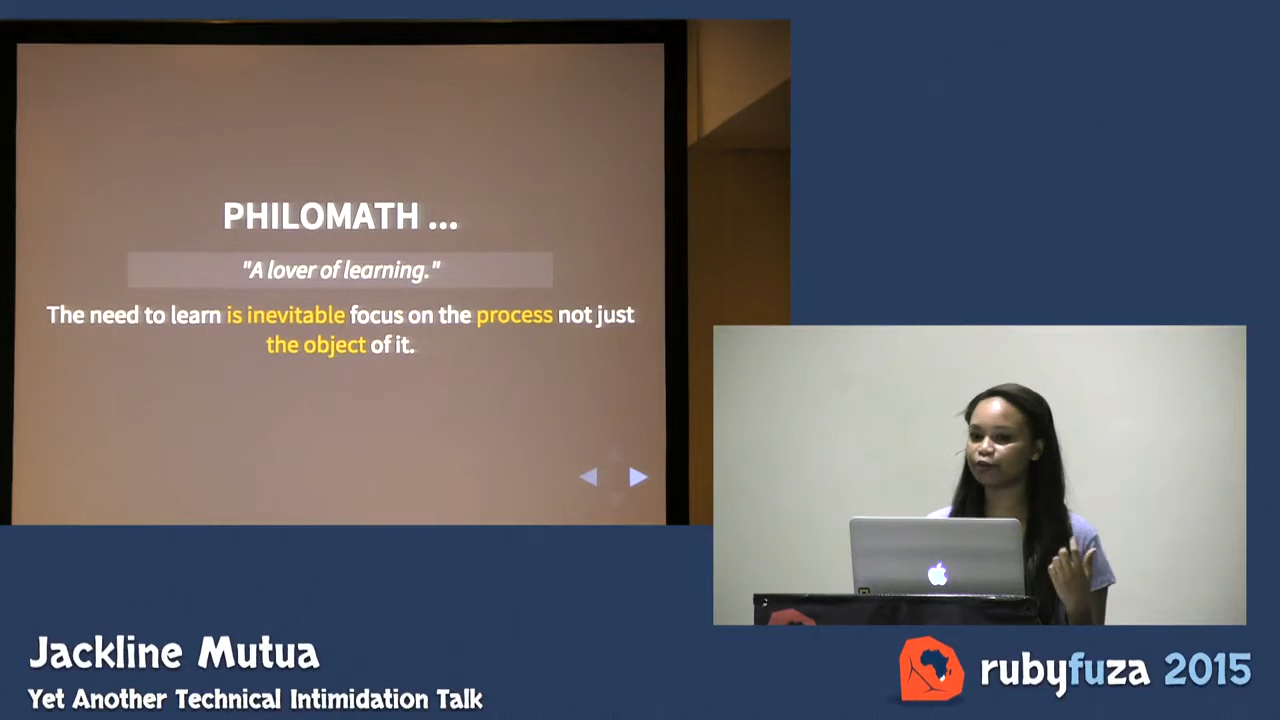 PHILOMATH ...
"A lover of learning."
The need to learn is inevitable focus on the process not just
the object of it.
Jackline Mutua
Yet Another Technical Intimidation Talk
rubyfuza 2015